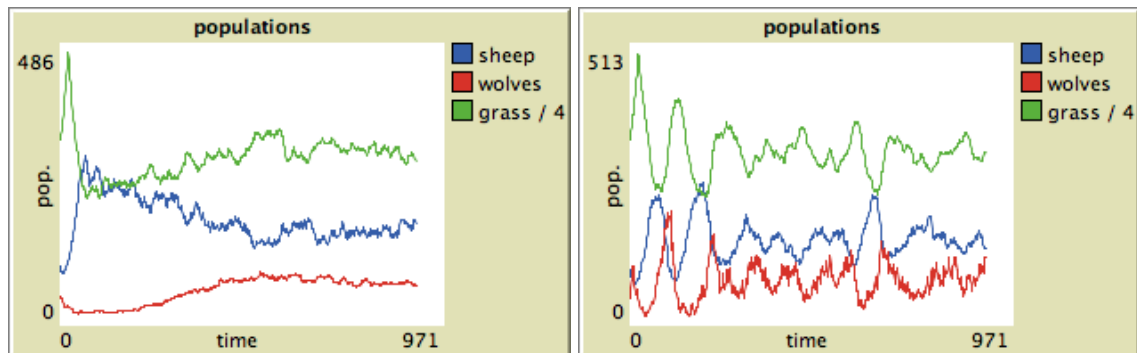 populations
486
pop.
0
0 time 971
sheep
wolves
grass / 4
populations
513
pop.
0
0 time 971
sheep
wolves
grass / 4